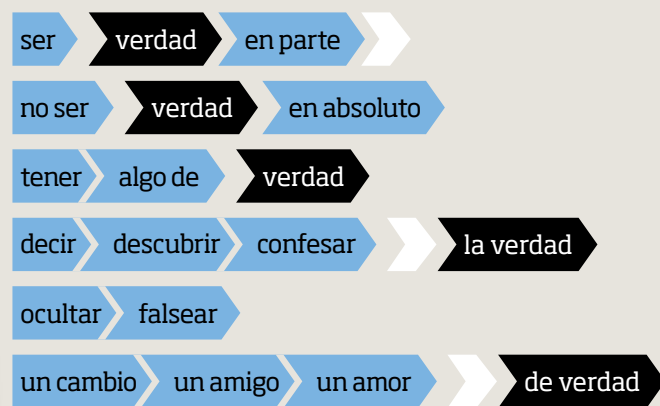 ser verdad en parte
no ser verdad en absoluto
tener algo de verdad
decir descubrir confesar la verdad
ocultar falsear
un cambio un amigo un amor de verdad